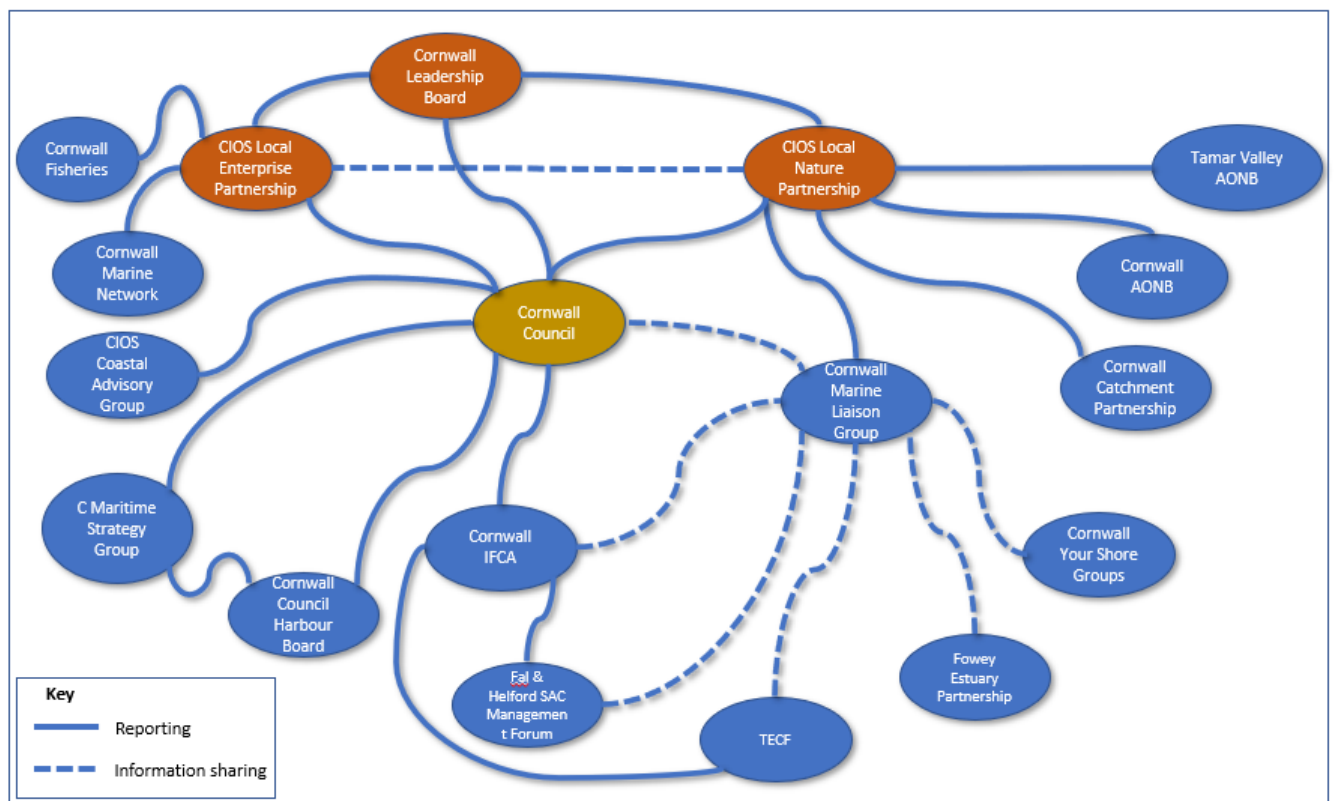 Cornwall
Leadership
Board
Cornwall
Fisheries
CIOS Local
Enterprise
Partnership
CIOS Local
Nature
Partnership
Tamar Valley
AONB
Cornwall
Marine
Network
Cornwall
AONB
Cornwall
Council
CIOS
Coastal
Advisory
Group
Cornwall
Marine
Liaison
Group
Cornwall
Catchment
Partnership
C Maritime
Strategy
Group
Cornwall
IFCA
Cornwall
Your Shore
Groups
Cornwall
Council
Harbour
Board
Fal &
Helford SAC
Managemen
t Forum
Fowey
Estuary
Partnership
TECF
Key
Reporting
Information sharing